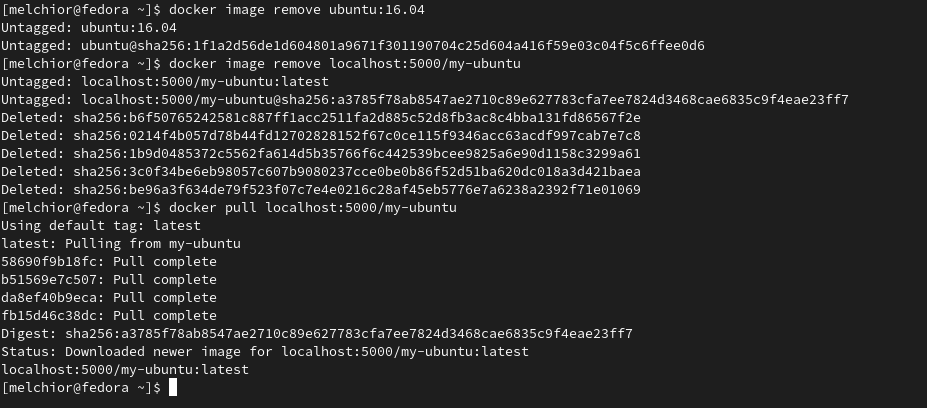 [melchior@fedora ~]$ docker image remove ubuntu:16.04
Untagged: ubuntu:16.04
Untagged: ubuntu@sha256:1f1a2d56de1d604801a9671f301190704c25d604a416f59e03c04f5c6ffee0d6
[melchior@fedora ~]$ docker image remove localhost:5000/my-ubuntu
Untagged: localhost:5000/my-ubuntu:latest
Untagged: localhost:5000/my-ubuntu@sha256:a3785f78ab8547ae2710c89e627783cfa7ee7824d3468cae6835c9f4eae23ff7
Deleted: sha256:b6f50765242581c887ff1acc2511fa2d885c52d8fb3ac8c4bba131fd86567f2e
Deleted: sha256:0214f4b057d78b44fd12702828152f67c0ce115f9346acc63acdf997cab7e7c8
Deleted: sha256:1b9d0485372c5562fa614d5b35766f6c442539bcee9825a6e90d1158c3299a61
Deleted: sha256:3c0f34be6eb98057c607b9080237cce0be0b86f52d51ba620dc018a3d421baea
Deleted: sha256:be96a3f634de79f523f07c7e4e0216c28af45eb5776e7a6238a2392f71e01069
[melchior@fedora ~]$ docker pull localhost:5000/my-ubuntu
Using default tag: latest
latest: Pulling from my-ubuntu
58690f9b18fc: Pull complete
b51569e7c507: Pull complete
da8ef40b9eca: Pull complete
fb15d46c38dc: Pull complete
Digest: sha256:a3785f78ab8547ae2710c89e627783cfa7ee7824d3468cae6835c9f4eae23ff7
Status: Downloaded newer image for localhost:5000/my-ubuntu:latest
localhost:5000/my-ubuntu:latest
[melchior@fedora ~]$